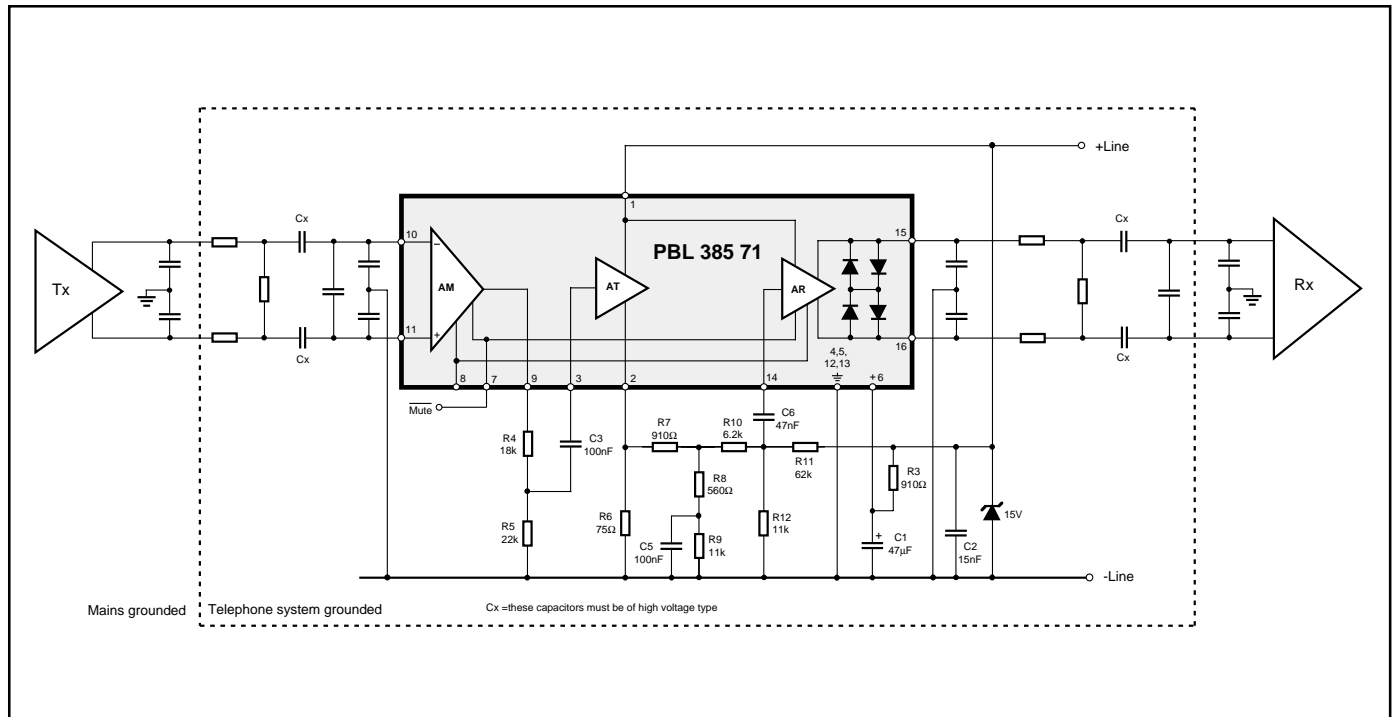 +Line
1
Cx
Cx
10
15
PBL 385 71
Tx
−
AM
AT
AR
Rx
11
+
16
4,5,
12,13
Cx
Cx
8
7
9
3
2
14
+ 6
Mute
C6
47nF
R7
910Ω
R10
6.2k
R4
18k
C3
100nF
R11
62k
R3
910Ω
R8
560Ω
15V
R6
75Ω
R12
11k
R5
22k
C5
100nF
R9
11k
C1
47µF
+
C2
15nF
-Line
Mains grounded
Telephone system grounded
Cx =these capacitors must be of high voltage type